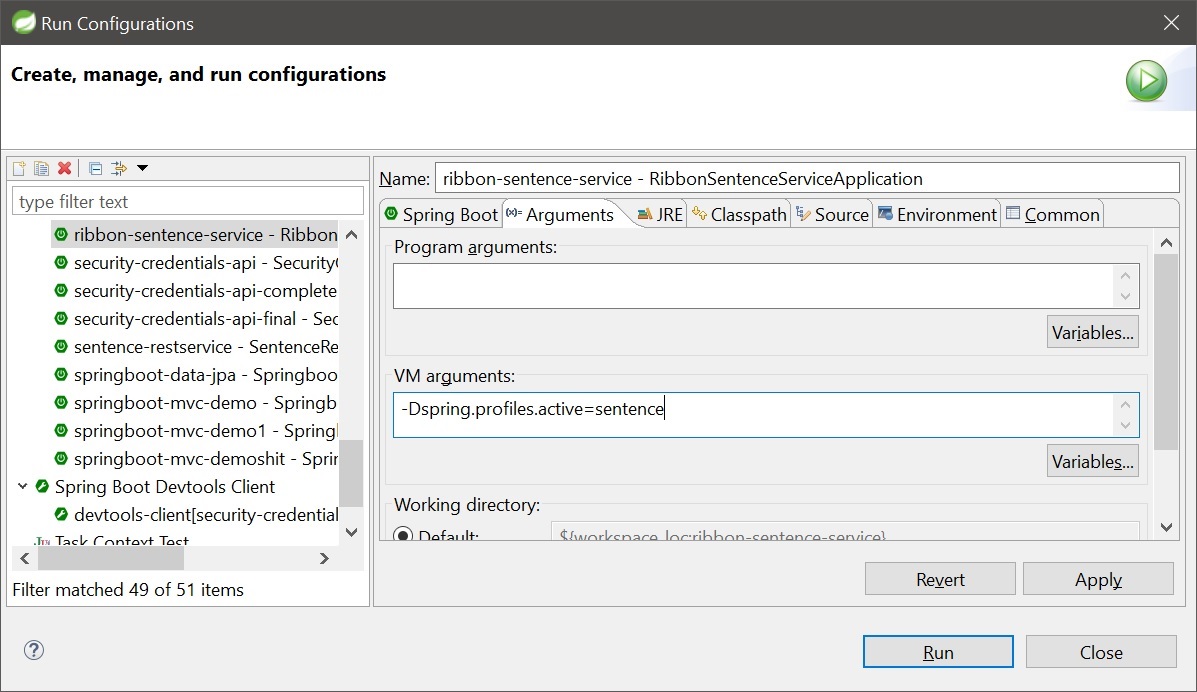 Run Configurations
Create, manage, and run configurations
type filter text
ribbon-sentence-service - Ribbon
security-credentials-api - Security
security-credentials-api-complete
security-credentials-api-final - Sec
sentence-restservice - SentenceRe
springboot-data-jpa - Springboo
springboot-mvc-demo - Springb
springboot-mvc-demo1 - Spring
springboot-mvc-demoshit - Sprin
Spring Boot Devtools Client
devtools-client[security-credential
Task Context Test
Filter matched 49 of 51 items
Name: ribbon-sentence-service - RibbonSentenceServiceApplication
Spring Boot (x)= Arguments JRE Classpath Source Environment Common
Program arguments:
Variables...
VM arguments:
-Dspring.profiles.active=sentence
Variables...
Working directory:
Default: ${workspace_loc:ribbon-sentence-service}
Revert Apply
Run Close